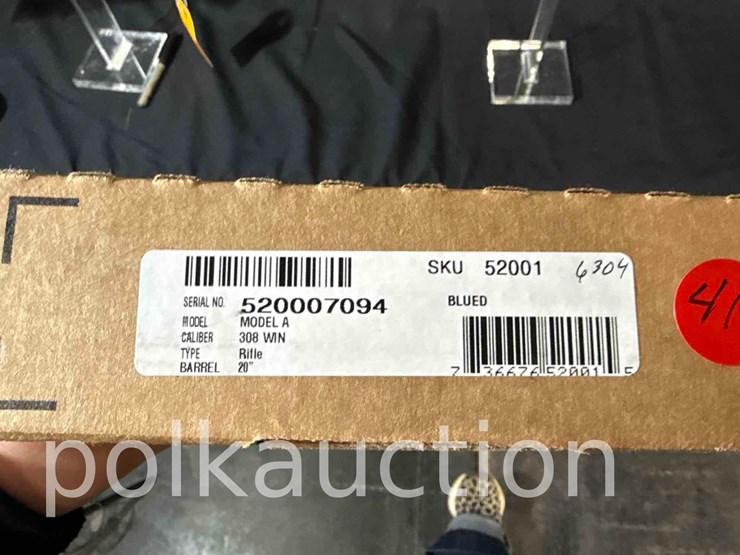 SKU 52001 6304
SERIAL NO. 520007094 BLUED
MODEL MODEL A
CALIBER 308 WIN
TYPE Rifle
BARREL 20"
7 36676 52001 5
41
polkauction